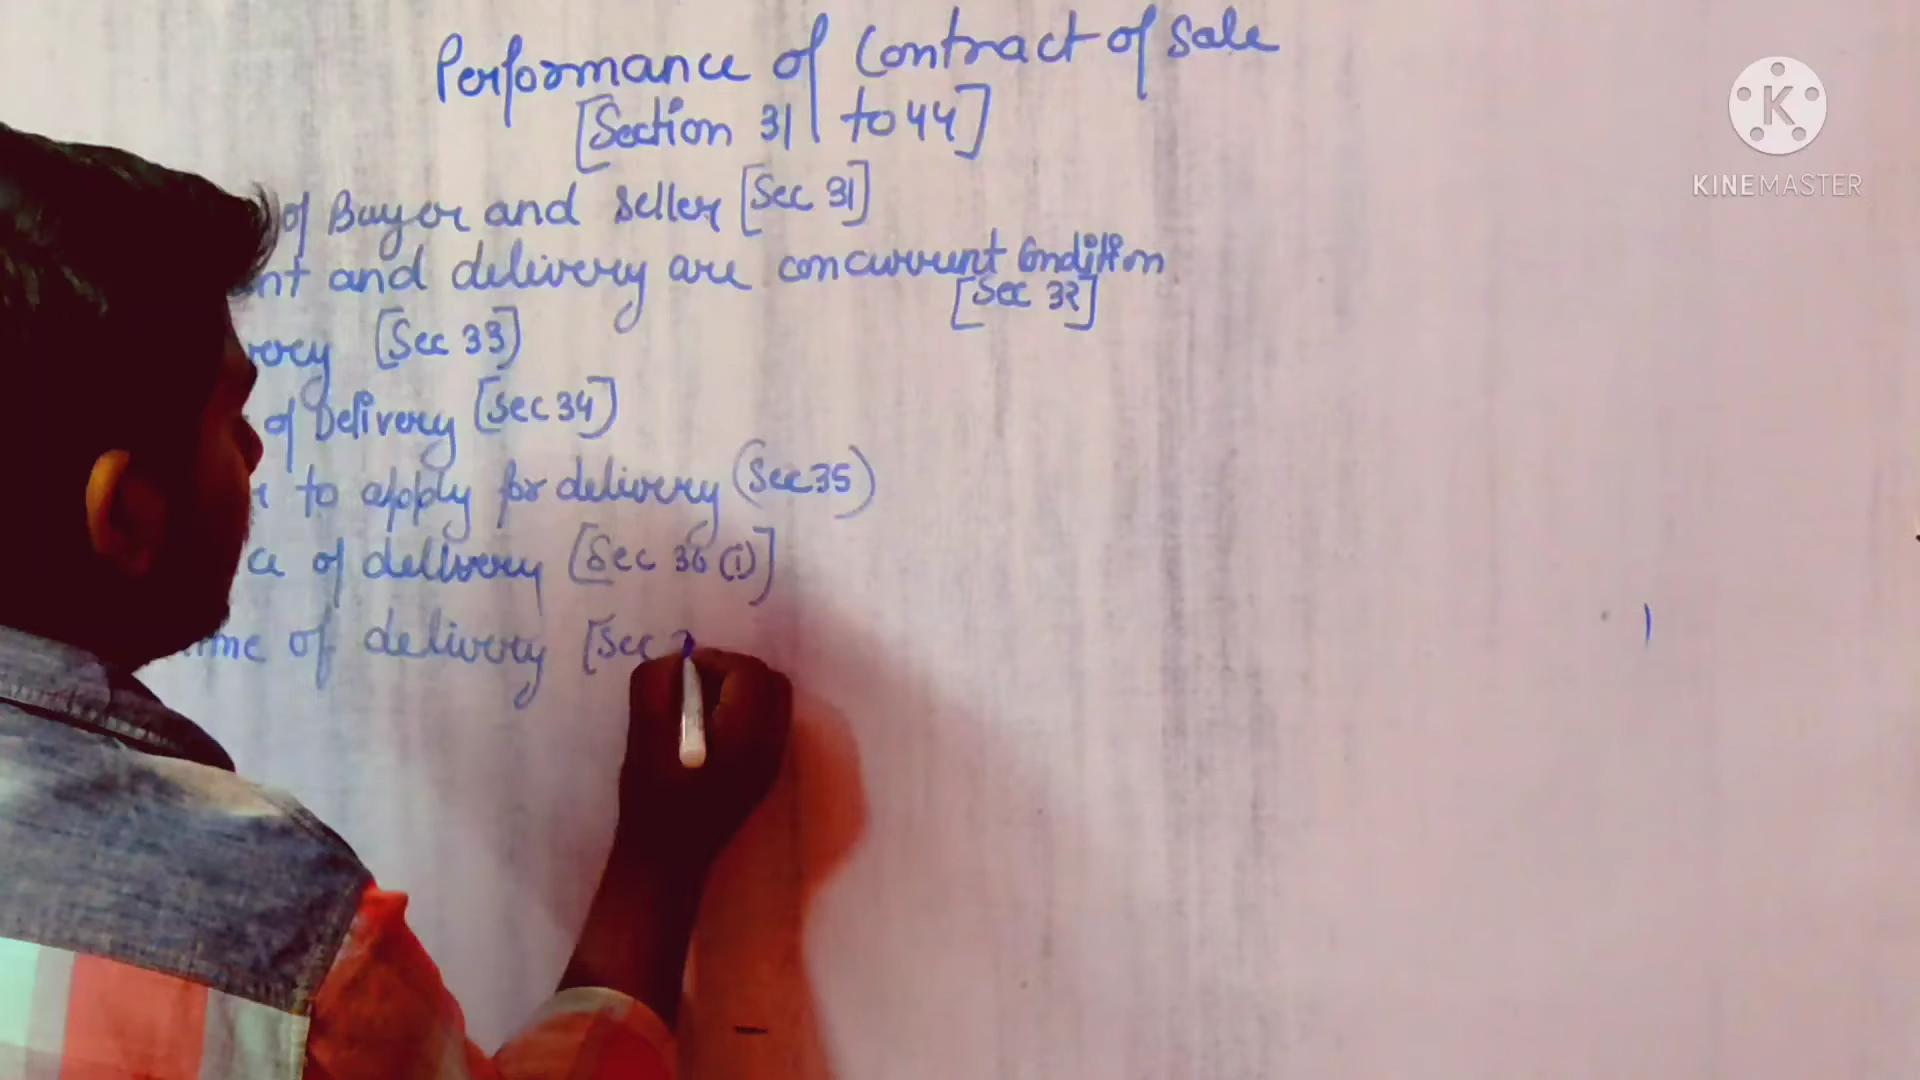 Performance of Contract of Sale
[Section 31 to 44]
of Buyer and Seller [Sec 31]
and delivery are concurrent Condition
[Sec 32]
[Sec 33]
of Delivery [Sec 34]
to apply for delivery (Sec 35)
of delivery [Sec 36 (1)]
of delivery [Sec
KINEMASTER